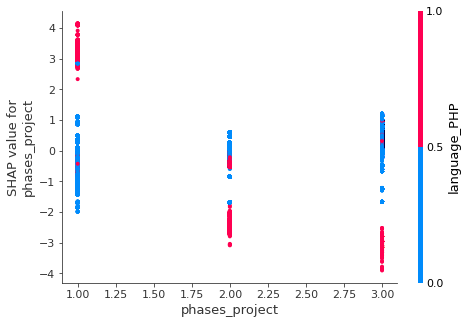 4
3
2
1
0
−1
−2
−3
−4
SHAP value for
phases_project
1.00 1.25 1.50 1.75 2.00 2.25 2.50 2.75 3.00
phases_project
1.0
0.5
0.0
language_PHP